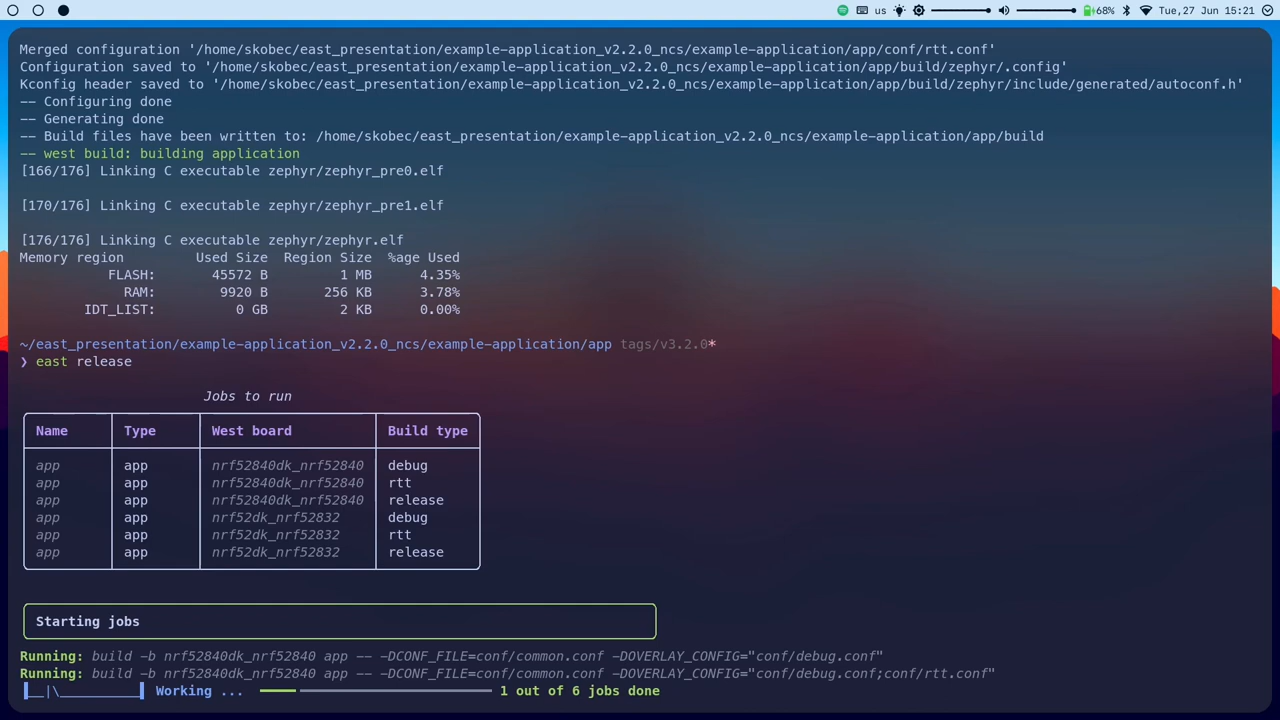 us 68% Tue,27 Jun 15:21
Merged configuration '/home/skobec/east_presentation/example-application_v2.2.0_ncs/example-application/app/conf/rtt.conf'
Configuration saved to '/home/skobec/east_presentation/example-application_v2.2.0_ncs/example-application/app/build/zephyr/.config'
Kconfig header saved to '/home/skobec/east_presentation/example-application_v2.2.0_ncs/example-application/app/build/zephyr/include/generated/autoconf.h'
-- Configuring done
-- Generating done
-- Build files have been written to: /home/skobec/east_presentation/example-application_v2.2.0_ncs/example-application/app/build
-- west build: building application
[166/176] Linking C executable zephyr/zephyr_pre0.elf
[170/176] Linking C executable zephyr/zephyr_pre1.elf
[176/176] Linking C executable zephyr/zephyr.elf
Memory region Used Size Region Size %age Used
FLASH: 45572 B 1 MB 4.35%
RAM: 9920 B 256 KB 3.78%
IDT_LIST: 0 GB 2 KB 0.00%
~/east_presentation/example-application_v2.2.0_ncs/example-application/app tags/v3.2.0*
❯ east release
Jobs to run
Name Type West board Build type
app app nrf52840dk_nrf52840 debug
app app nrf52840dk_nrf52840 rtt
app app nrf52840dk_nrf52840 release
app app nrf52dk_nrf52832 debug
app app nrf52dk_nrf52832 rtt
app app nrf52dk_nrf52832 release
Starting jobs
Running: build -b nrf52840dk_nrf52840 app -- -DCONF_FILE=conf/common.conf -DOVERLAY_CONFIG="conf/debug.conf"
Running: build -b nrf52840dk_nrf52840 app -- -DCONF_FILE=conf/common.conf -DOVERLAY_CONFIG="conf/debug.conf;conf/rtt.conf"
▐__|\__________▌ Working ... 1 out of 6 jobs done